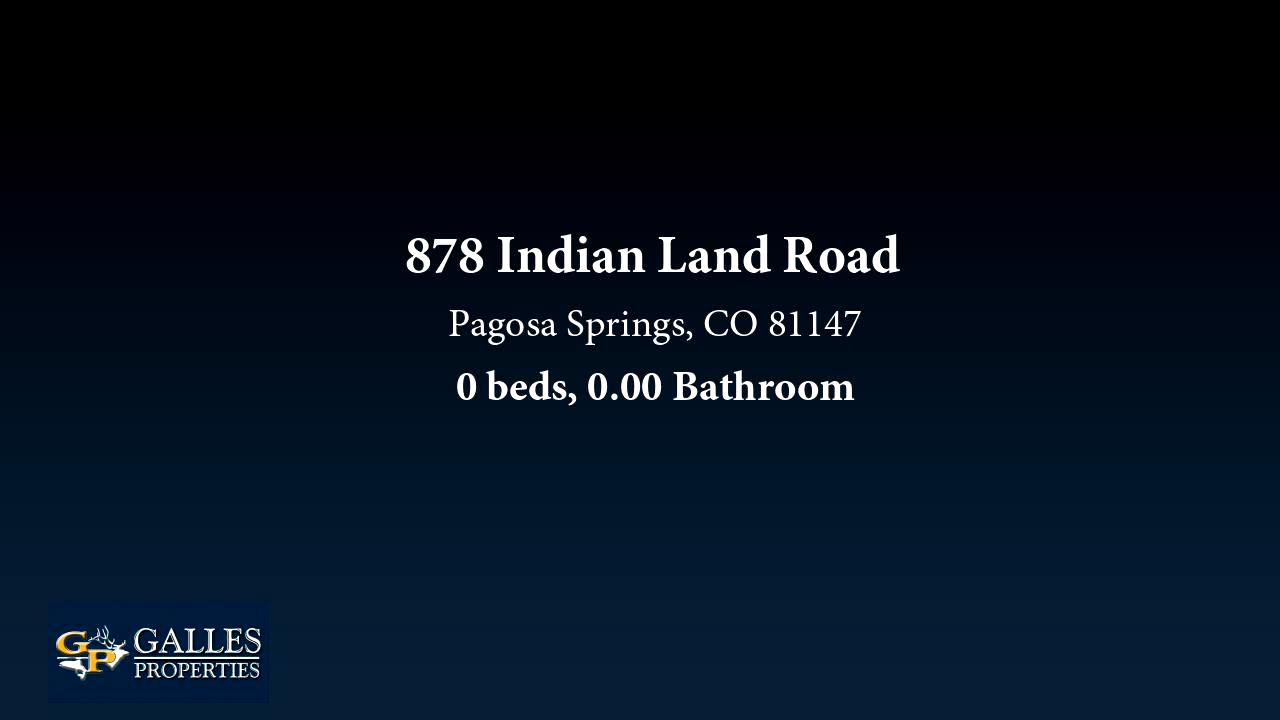 878 Indian Land Road
Pagosa Springs, CO 81147
0 beds, 0.00 Bathroom
GP GALLES
PROPERTIES